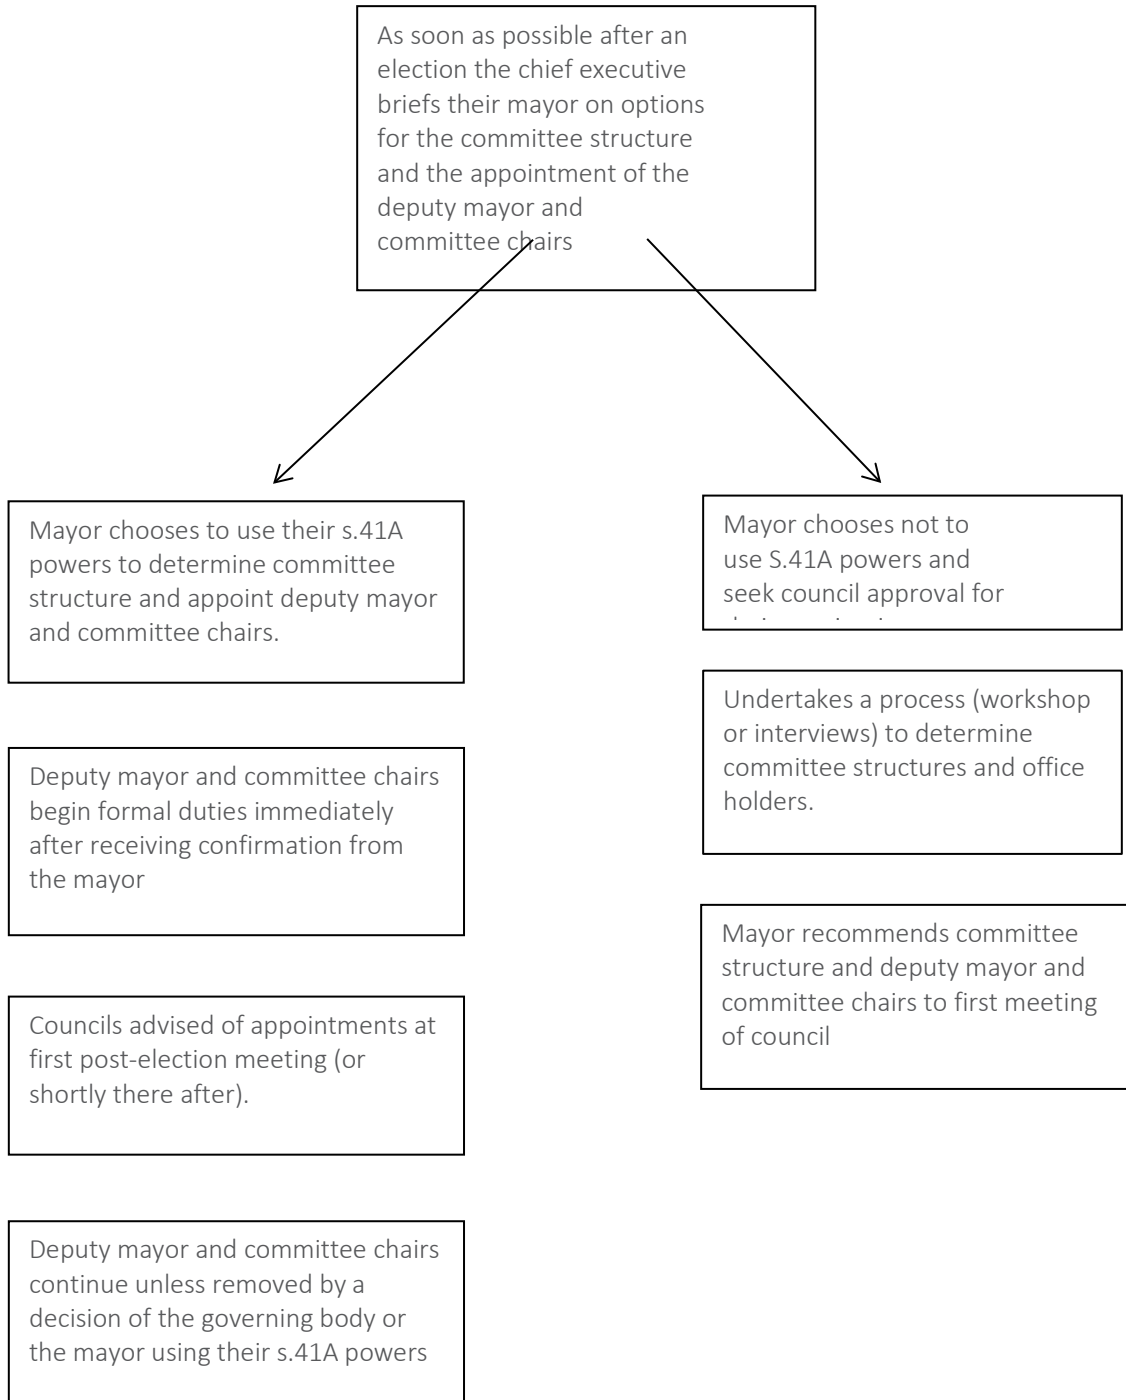 As soon as possible after an
election the chief executive
briefs their mayor on options
for the committee structure
and the appointment of the
deputy mayor and
committee chairs
Mayor chooses to use their s.41A
powers to determine committee
structure and appoint deputy mayor
and committee chairs.
Deputy mayor and committee chairs
begin formal duties immediately
after receiving confirmation from
the mayor
Councils advised of appointments at
first post-election meeting (or
shortly there after).
Deputy mayor and committee chairs
continue unless removed by a
decision of the governing body or
the mayor using their s.41A powers
Mayor chooses not to
use S.41A powers and
seek council approval for
Undertakes a process (workshop
or interviews) to determine
committee structures and office
holders.
Mayor recommends committee
structure and deputy mayor and
committee chairs to first meeting
of council